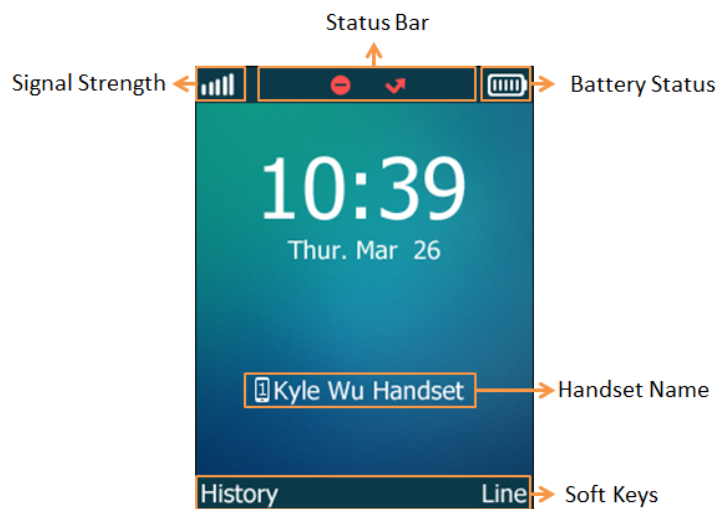 Status Bar
Signal Strength
Battery Status
10:39
Thur. Mar 26
1 Kyle Wu Handset
Handset Name
History
Line
Soft Keys